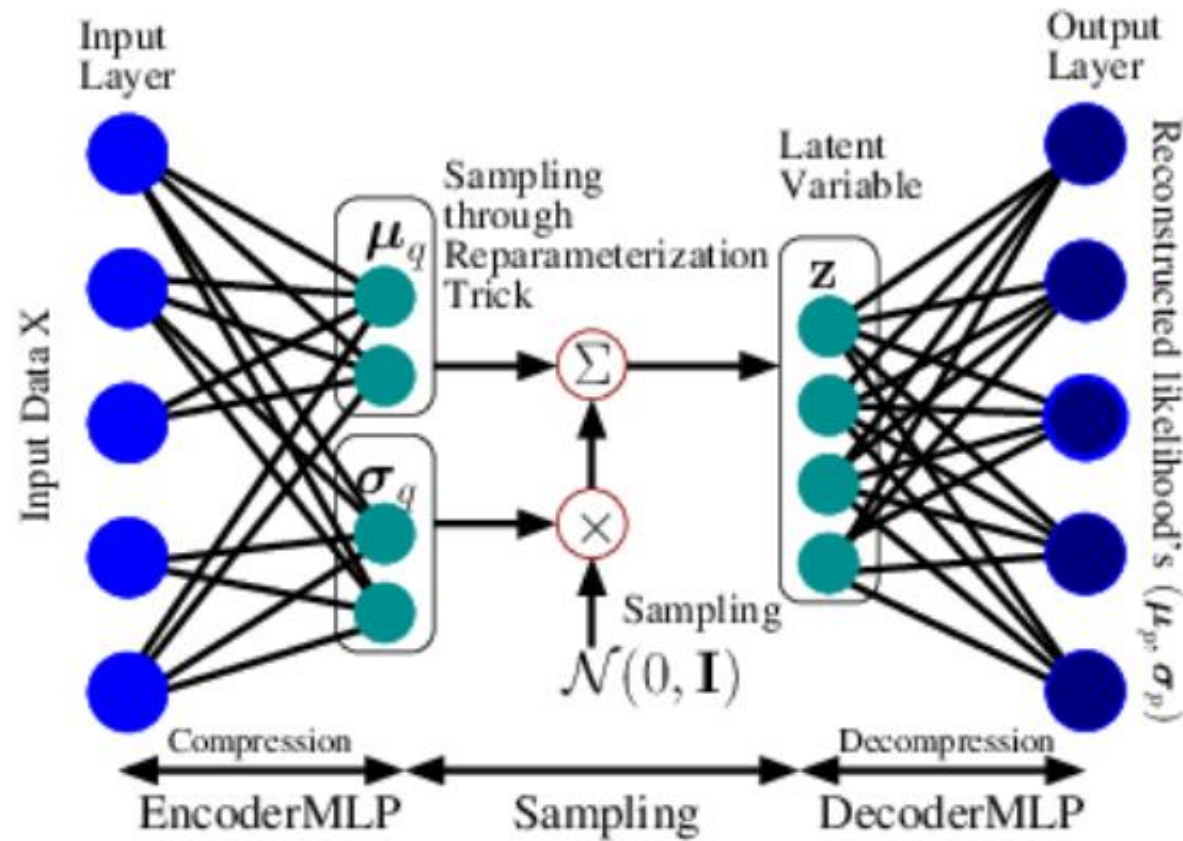 Input
Layer
Output
Layer
Sampling
through
Reparameterization
Trick
Latent
Variable
Input Data X
μq
σq
Σ
×
z
Sampling
𝒩(0, I)
Reconstructed likelihood's (μp, σp)
Compression
Decompression
EncoderMLP
Sampling
DecoderMLP